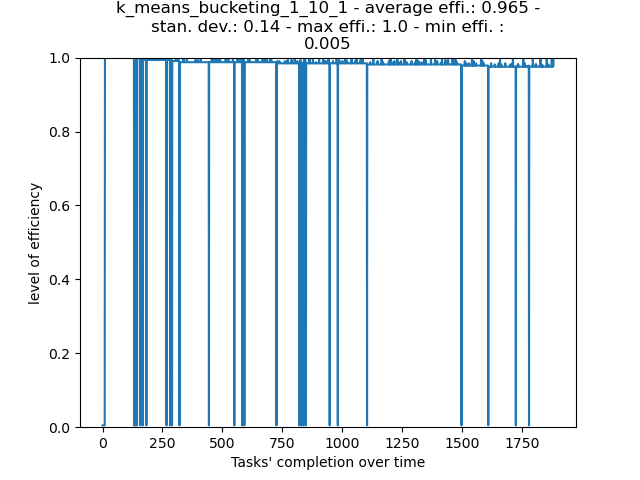 k_means_bucketing_1_10_1 - average effi.: 0.965 -
stan. dev.: 0.14 - max effi.: 1.0 - min effi. :
0.005
1.0
0.8
0.6
0.4
0.2
0.0
level of efficiency
0 250 500 750 1000 1250 1500 1750
Tasks' completion over time